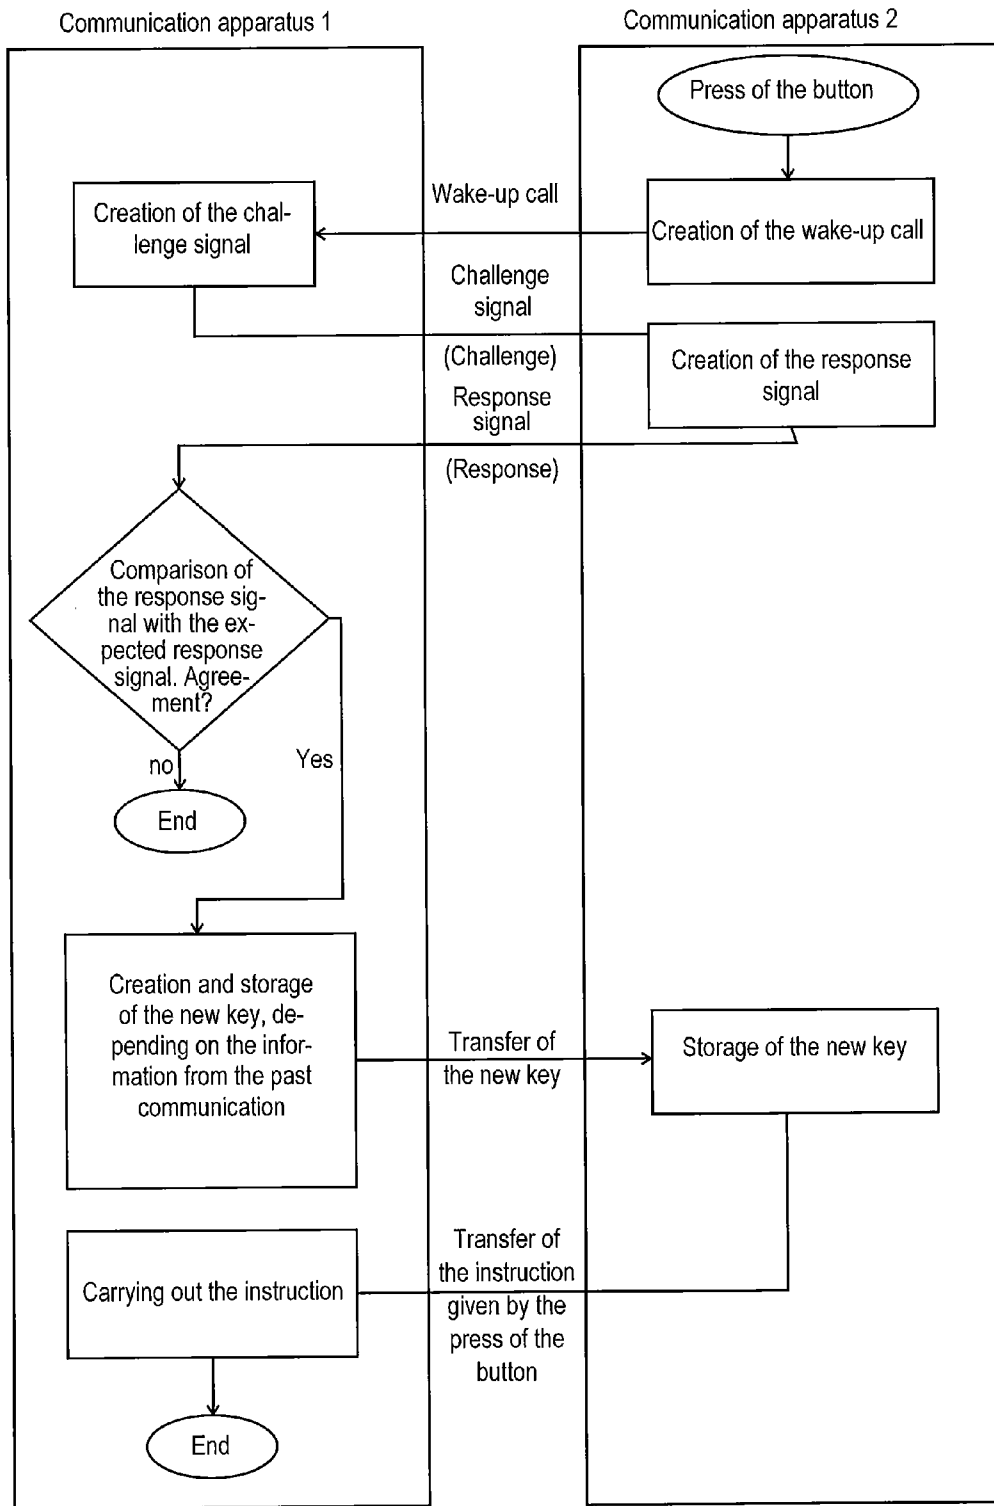 Communication apparatus 1
Communication apparatus 2
Press of the button
Creation of the chal-
lenge signal
Wake-up call
Creation of the wake-up call
Challenge
signal
(Challenge)
Creation of the response
signal
Response
signal
(Response)
Comparison of
the response sig-
nal with the ex-
pected response
signal. Agree-
ment?
no
Yes
End
Creation and storage
of the new key, de-
pending on the infor-
mation from the past
communication
Transfer of
the new key
Storage of the new key
Carrying out the instruction
Transfer of
the instruction
given by the
press of the
button
End